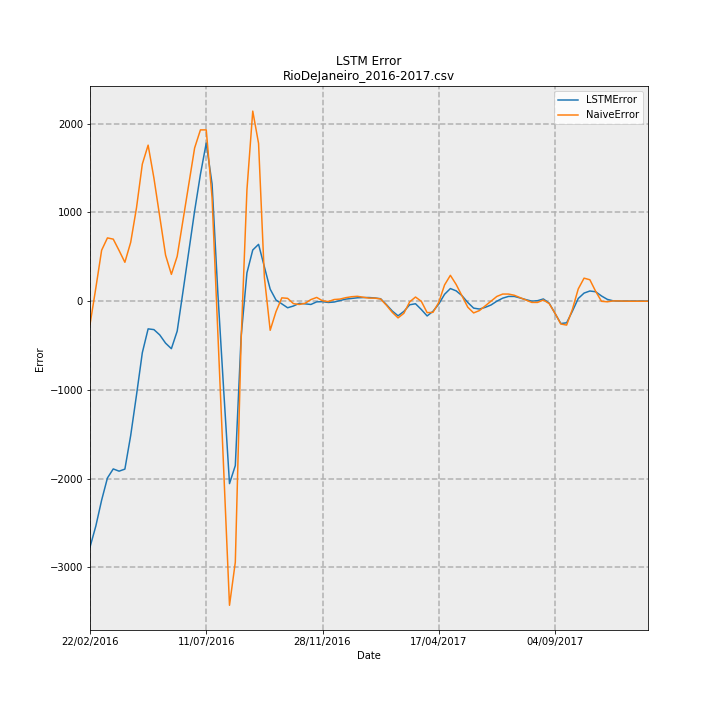 LSTM Error
RioDeJaneiro_2016-2017.csv
LSTMError
NaiveError
2000
1000
0
−1000
−2000
−3000
Error
22/02/2016
11/07/2016
28/11/2016
17/04/2017
04/09/2017
Date